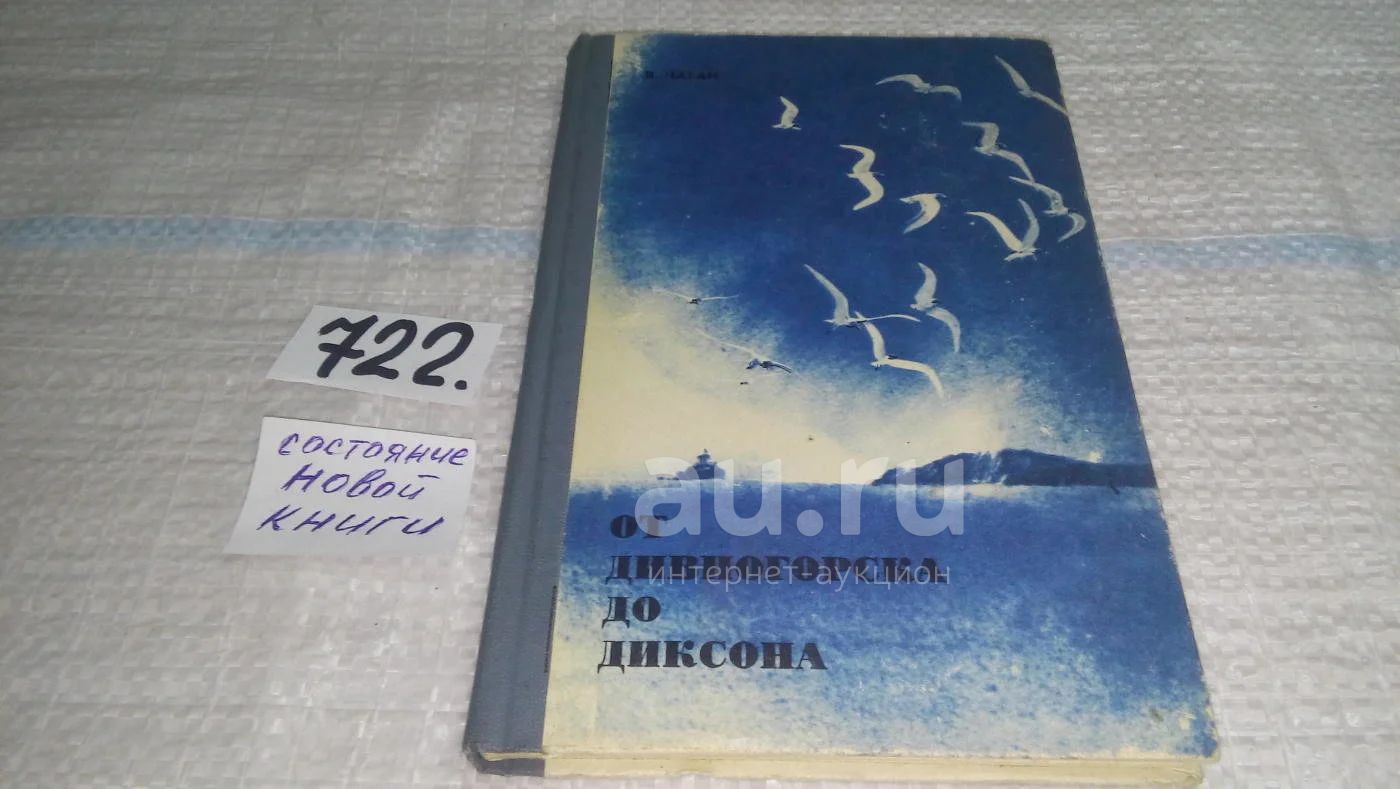 722.
состояние
новой
книги
ОТ
ДИВНОГОРСКА
ДО
ДИКСОНА
au.ru
интернет-аукцион